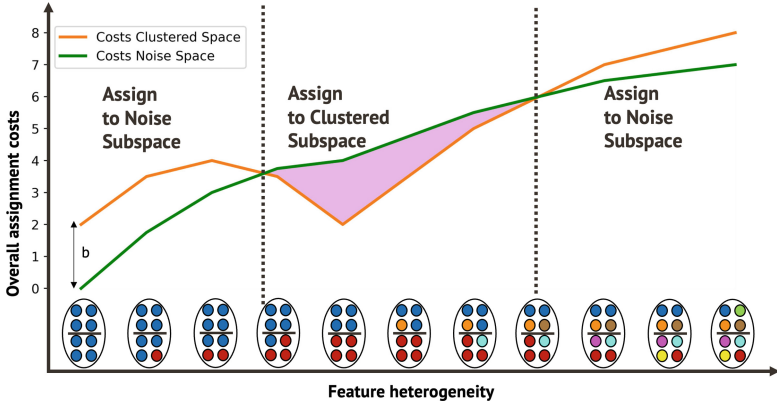 Overall assignment costs
8
7
6
5
4
3
2
1
0
Costs Clustered Space
Costs Noise Space
Assign
to Noise
Subspace
Assign
to Clustered
Subspace
Assign
to Noise
Subspace
b
Feature heterogeneity